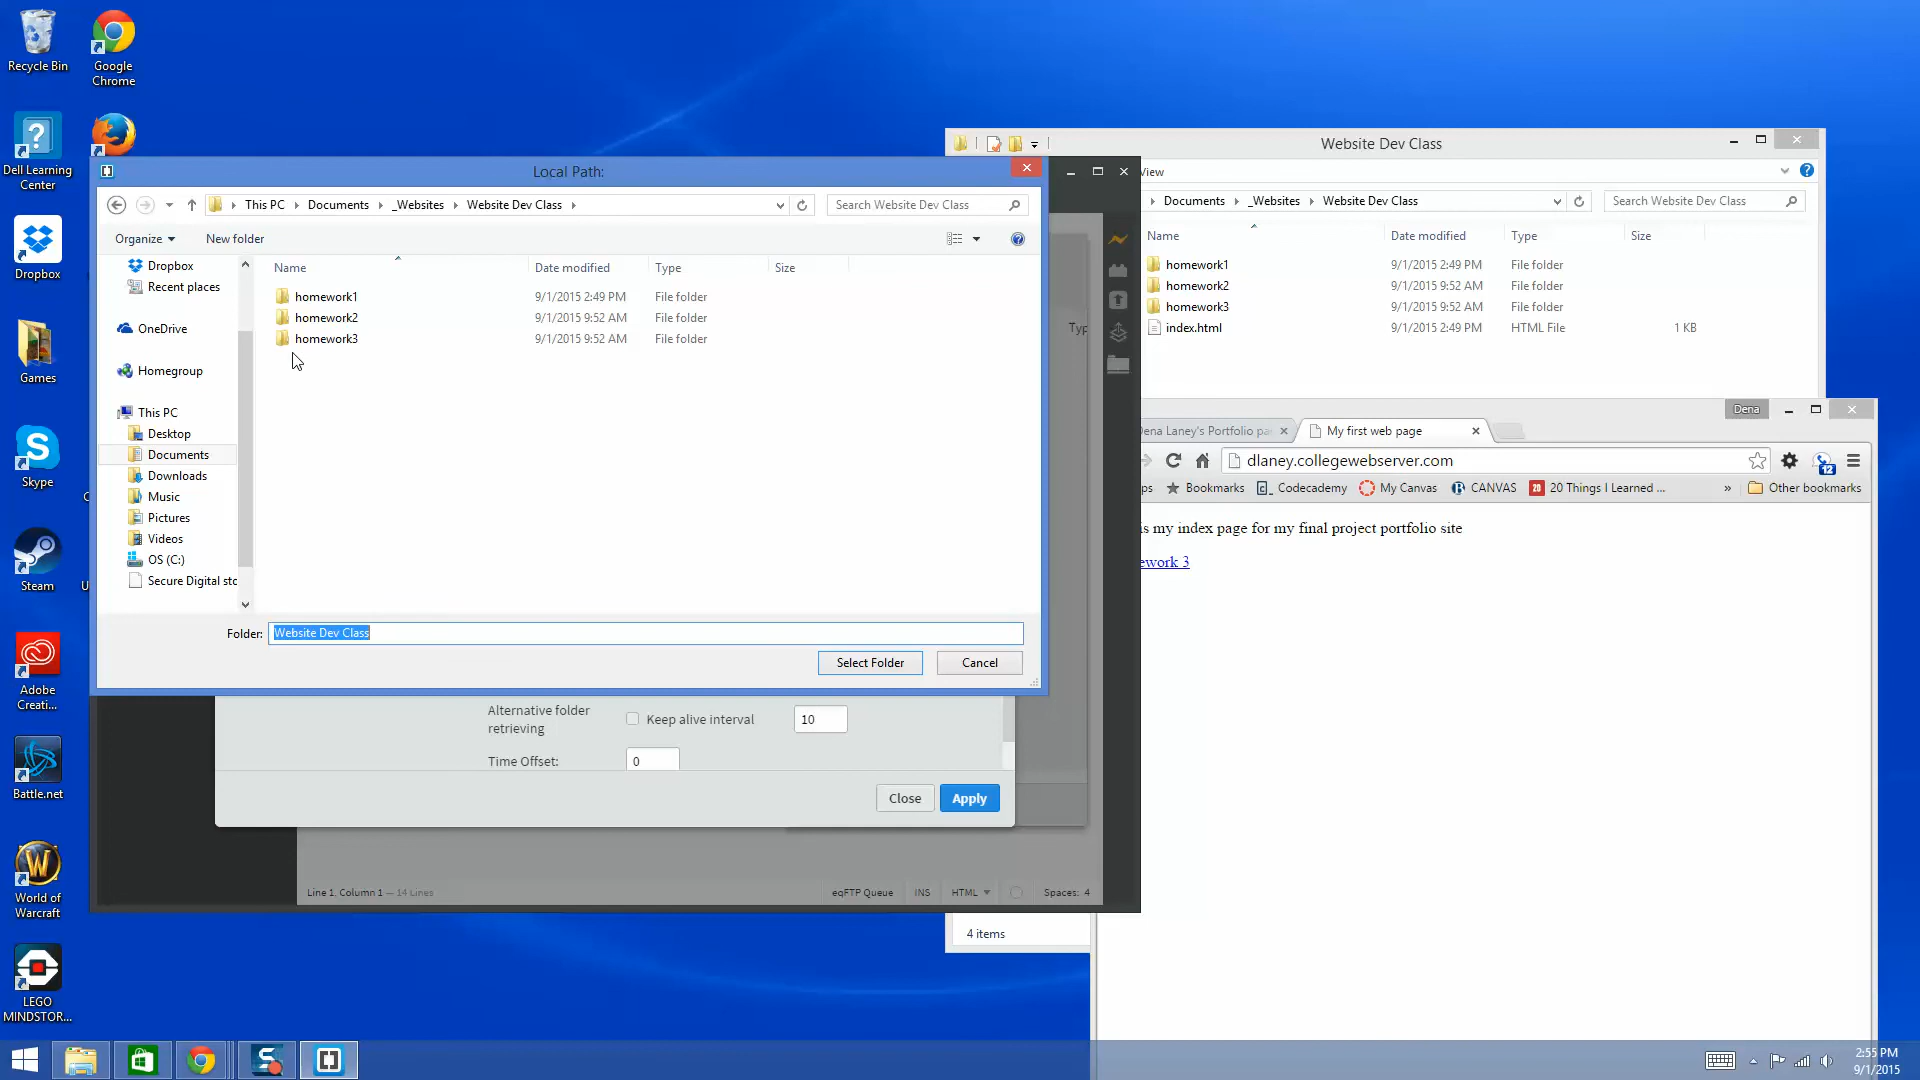 Recycle Bin
Google
Chrome
Dell Learning
Center
Dropbox
Games
Skype
Steam
Adobe
Creati...
Battle.net
World of
Warcraft
LEGO
MINDSTOR...
Local Path:
This PC
Documents
_Websites
Website Dev Class
Search Website Dev Class
Organize
New folder
Name
Date modified
Type
Size
Dropbox
Recent places
OneDrive
Homegroup
This PC
Desktop
Documents
Downloads
Music
Pictures
Videos
OS (C:)
Secure Digital sto
homework1 9/1/2015 2:49 PM File folder
homework2 9/1/2015 9:52 AM File folder
homework3 9/1/2015 9:52 AM File folder
Folder: Website Dev Class
Select Folder
Cancel
Alternative folder
retrieving
Keep alive interval
10
Time Offset:
0
Close
Apply
Line 1, Column 1 — 14 Lines
eqFTP Queue
INS
HTML
Spaces: 4
Typ
Website Dev Class
View
Documents
_Websites
Website Dev Class
Search Website Dev Class
Name
Date modified
Type
Size
homework1 9/1/2015 2:49 PM File folder
homework2 9/1/2015 9:52 AM File folder
homework3 9/1/2015 9:52 AM File folder
index.html 9/1/2015 2:49 PM HTML File 1 KB
4 items
Dena
Dena Laney's Portfolio pa
My first web page
dlaney.collegewebserver.com
12
ps
Bookmarks
Codecademy
My Canvas
CANVAS
20 Things I Learned ...
»
Other bookmarks
is my index page for my final project portfolio site
ework 3
2:55 PM
9/1/2015